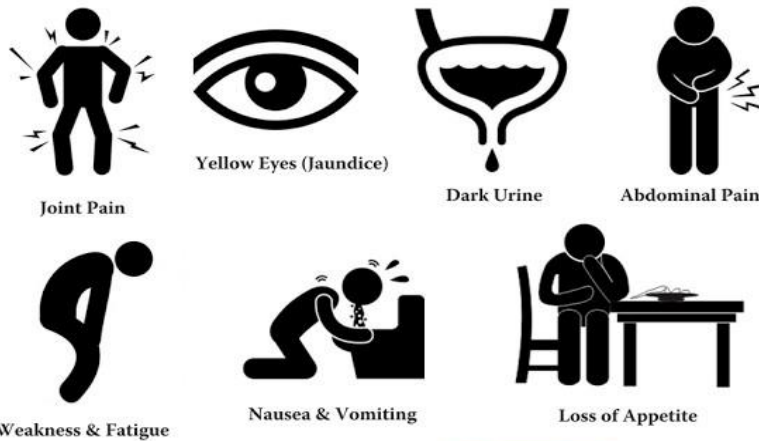 Joint Pain
Yellow Eyes (Jaundice)
Dark Urine
Abdominal Pain
Weakness & Fatigue
Nausea & Vomiting
Loss of Appetite